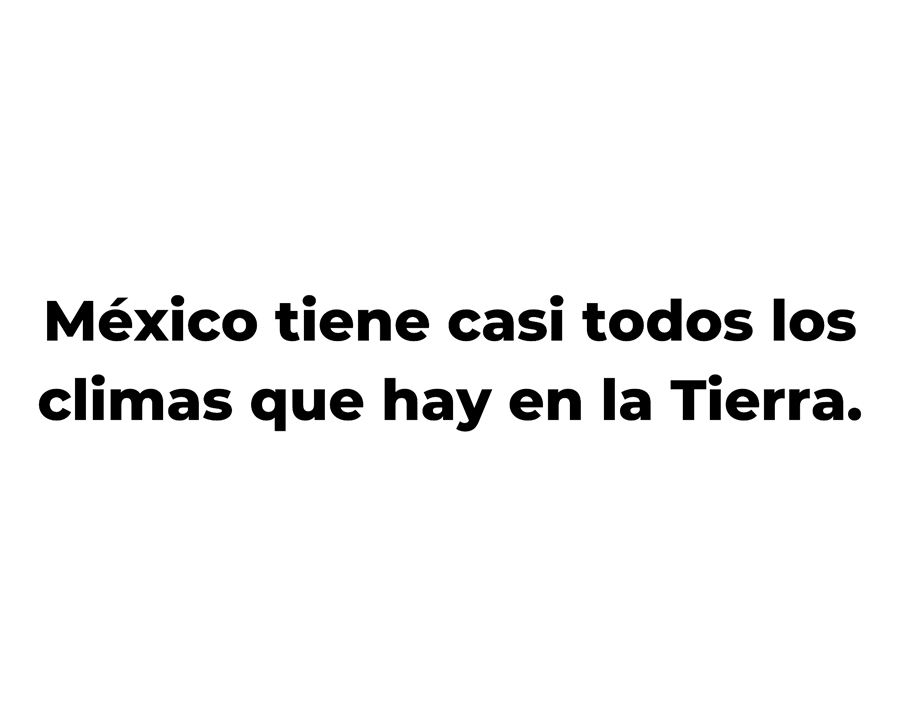 México tiene casi todos los
climas que hay en la Tierra.